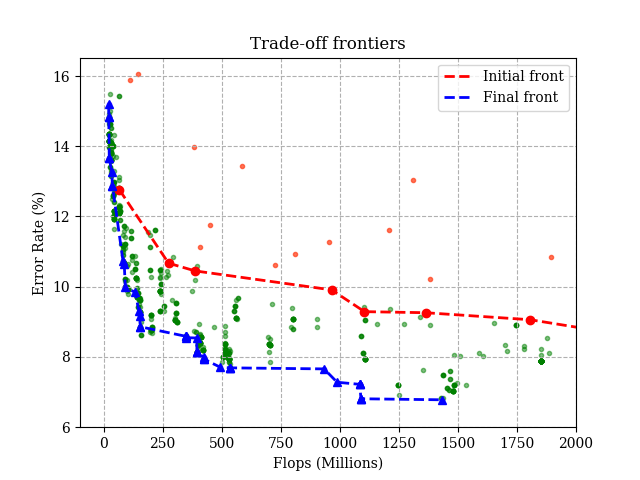 Trade-off frontiers
Initial front
Final front
Error Rate (%)
16
14
12
10
8
6
0 250 500 750 1000 1250 1500 1750 2000
Flops (Millions)